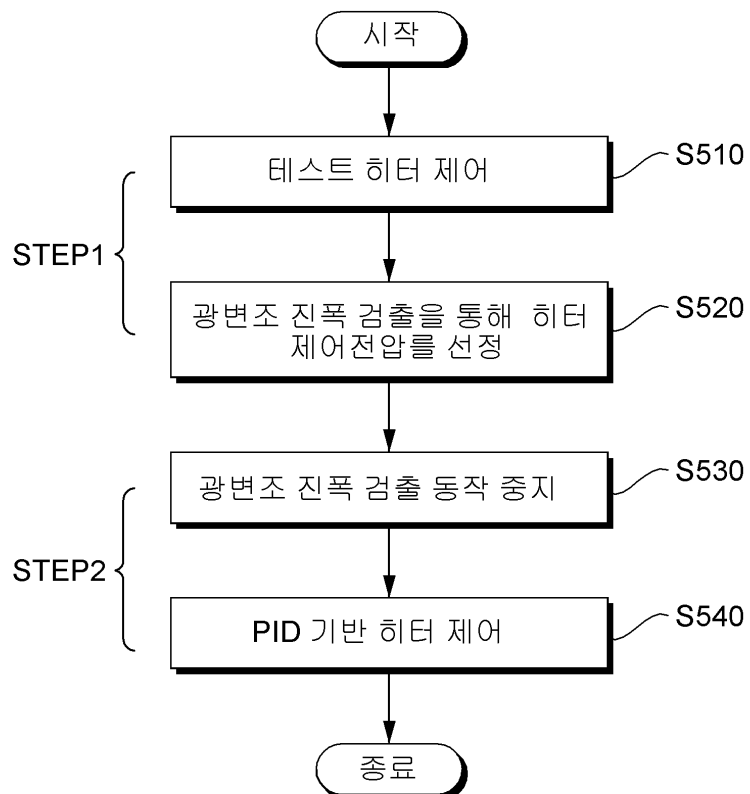 시작
테스트 히터 제어
S510
STEP1
광변조 진폭 검출을 통해 히터
제어전압를 선정
S520
광변조 진폭 검출 동작 중지
S530
STEP2
PID 기반 히터 제어
S540
종료